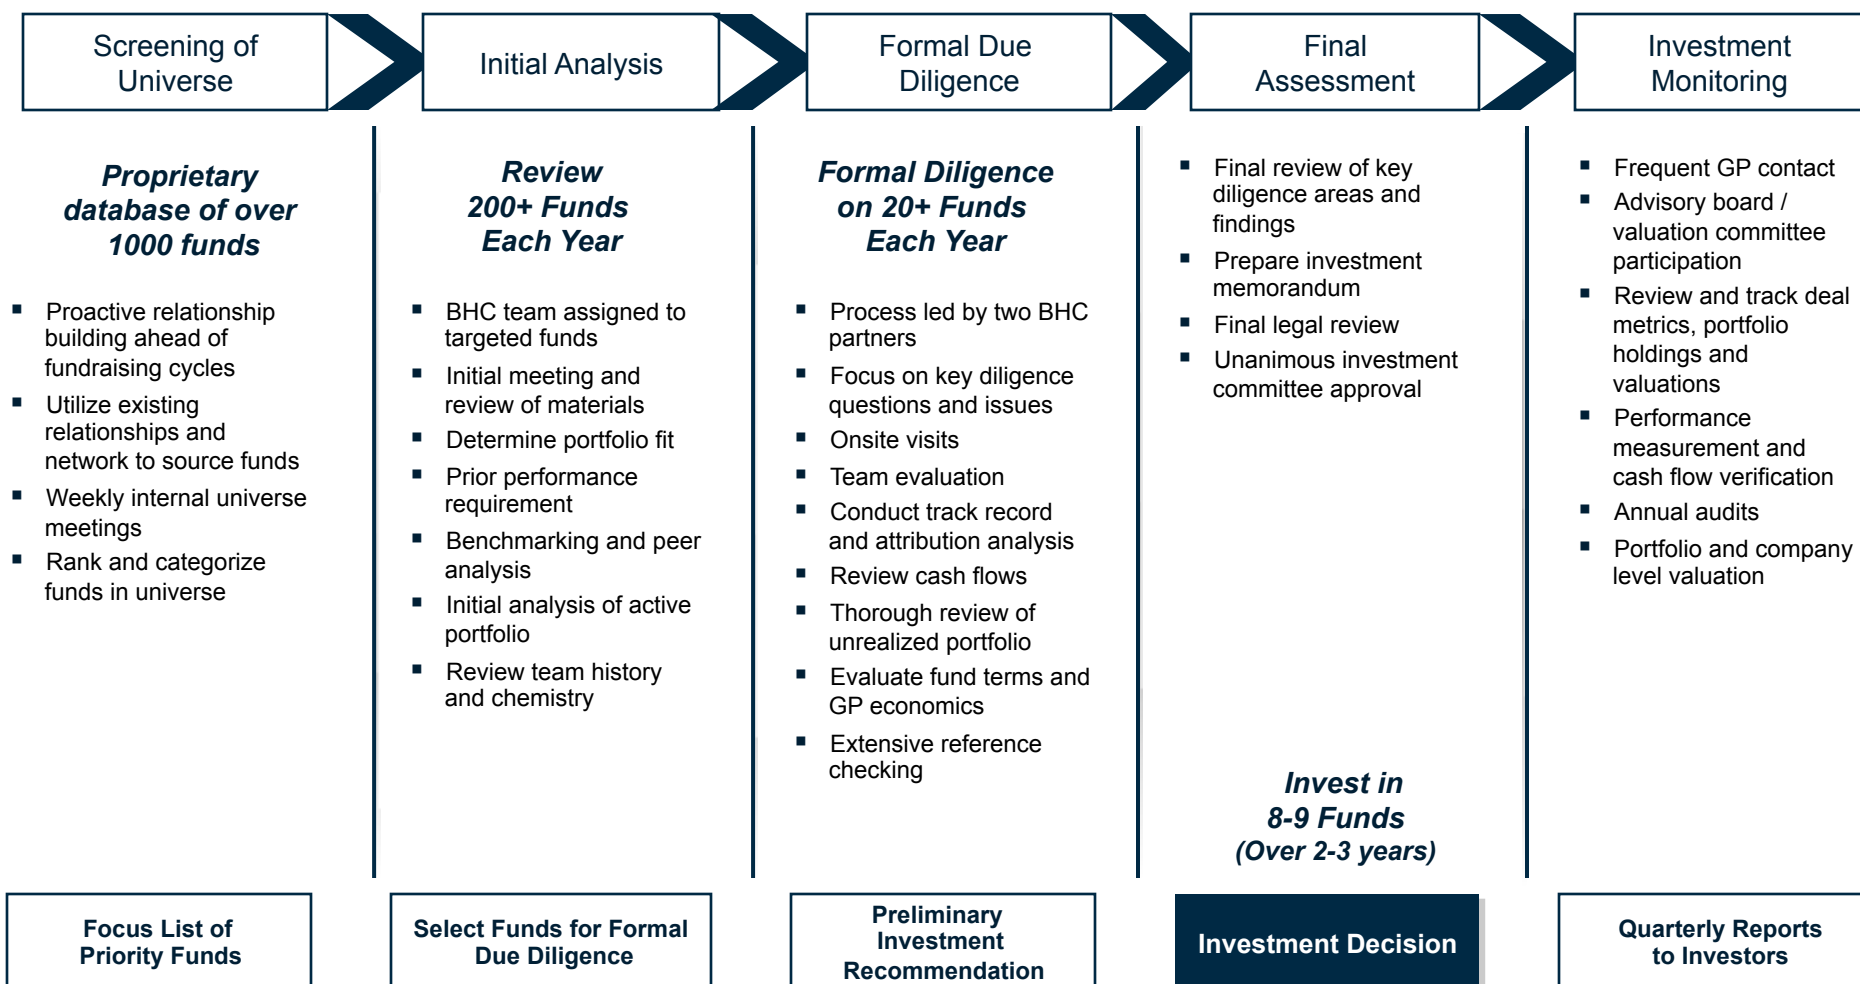 Screening of
Universe
Initial Analysis
Formal Due
Diligence
Final
Assessment
Investment
Monitoring
Proprietary
database of over
1000 funds
▪ Proactive relationship
building ahead of
fundraising cycles
▪ Utilize existing
relationships and
network to source funds
▪ Weekly internal universe
meetings
▪ Rank and categorize
funds in universe
Focus List of
Priority Funds
Review
200+ Funds
Each Year
▪ BHC team assigned to
targeted funds
▪ Initial meeting and
review of materials
▪ Determine portfolio fit
▪ Prior performance
requirement
▪ Benchmarking and peer
analysis
▪ Initial analysis of active
portfolio
▪ Review team history
and chemistry
Select Funds for Formal
Due Diligence
Formal Diligence
on 20+ Funds
Each Year
▪ Process led by two BHC
partners
▪ Focus on key diligence
questions and issues
▪ Onsite visits
▪ Team evaluation
▪ Conduct track record
and attribution analysis
▪ Review cash flows
▪ Thorough review of
unrealized portfolio
▪ Evaluate fund terms and
GP economics
▪ Extensive reference
checking
Preliminary
Investment
Recommendation
▪ Final review of key
diligence areas and
findings
▪ Prepare investment
memorandum
▪ Final legal review
▪ Unanimous investment
committee approval
Invest in
8-9 Funds
(Over 2-3 years)
Investment Decision
▪ Frequent GP contact
▪ Advisory board /
valuation committee
participation
▪ Review and track deal
metrics, portfolio
holdings and
valuations
▪ Performance
measurement and
cash flow verification
▪ Annual audits
▪ Portfolio and company
level valuation
Quarterly Reports
to Investors